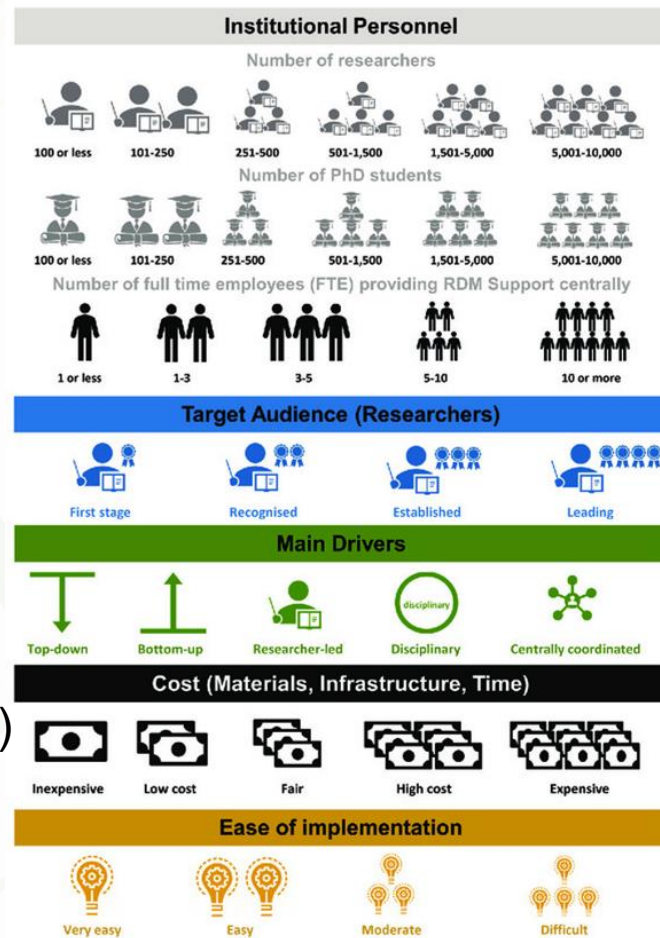 Institutional Personnel
Number of researchers
100 or less 101-250 251-500 501-1,500 1,501-5,000 5,001-10,000
Number of PhD students
100 or less 101-250 251-500 501-1,500 1,501-5,000 5,001-10,000
Number of full time employees (FTE) providing RDM Support centrally
1 or less 1-3 3-5 5-10 10 or more
Target Audience (Researchers)
First stage Recognised Established Leading
Main Drivers
disciplinary
Top-down Bottom-up Researcher-led Disciplinary Centrally coordinated
Cost (Materials, Infrastructure, Time)
)
Inexpensive Low cost Fair High cost Expensive
Ease of implementation
Very easy Easy Moderate Difficult